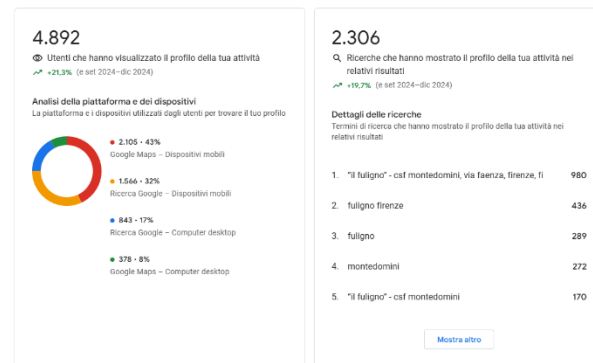 4.892
Utenti che hanno visualizzato il profilo della tua attività
+21,3% (e set 2024–dic 2024)
Analisi della piattaforma e dei dispositivi
La piattaforma e i dispositivi utilizzati dagli utenti per trovare il tuo profilo
2.105 • 43%
Google Maps – Dispositivi mobili
1.566 • 32%
Ricerca Google – Dispositivi mobili
843 • 17%
Ricerca Google – Computer desktop
378 • 8%
Google Maps – Computer desktop
2.306
Ricerche che hanno mostrato il profilo della tua attività nei
relativi risultati
+19,7% (e set 2024–dic 2024)
Dettagli delle ricerche
Termini di ricerca che hanno mostrato il profilo della tua attività nei
relativi risultati
1. "il fuligno" - csf montedomini, via faenza, firenze, fi 980
2. fuligno firenze 436
3. fuligno 289
4. montedomini 272
5. "il fuligno" - csf montedomini 170
Mostra altro